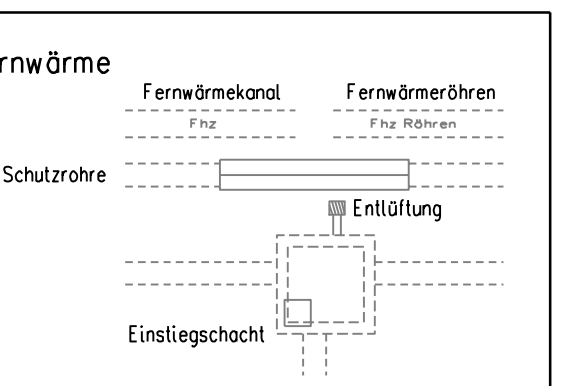 rnwärme
Fernwärmekanal Fernwärmeröhren
Fhz Fhz Röhren
Schutzrohre
Entlüftung
Einstiegschacht